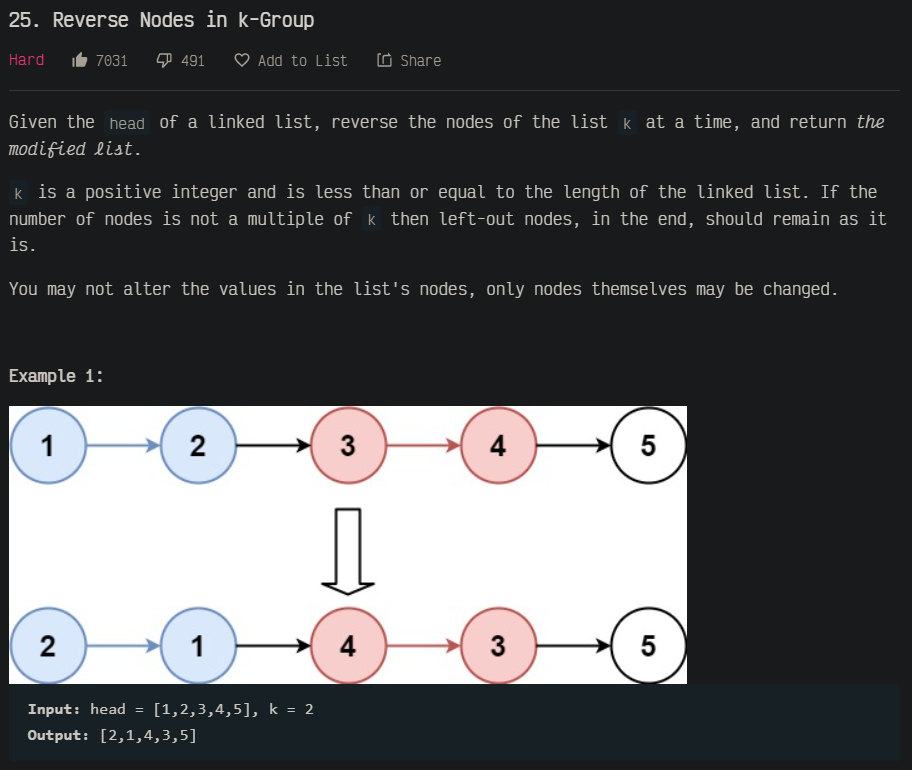 25. Reverse Nodes in k-Group
Hard 7031 491 Add to List Share
Given the head of a linked list, reverse the nodes of the list k at a time, and return the
modified list.
k is a positive integer and is less than or equal to the length of the linked list. If the
number of nodes is not a multiple of k then left-out nodes, in the end, should remain as it
is.
You may not alter the values in the list's nodes, only nodes themselves may be changed.
Example 1:
1 2 3 4 5
2 1 4 3 5
Input: head = [1,2,3,4,5], k = 2
Output: [2,1,4,3,5]